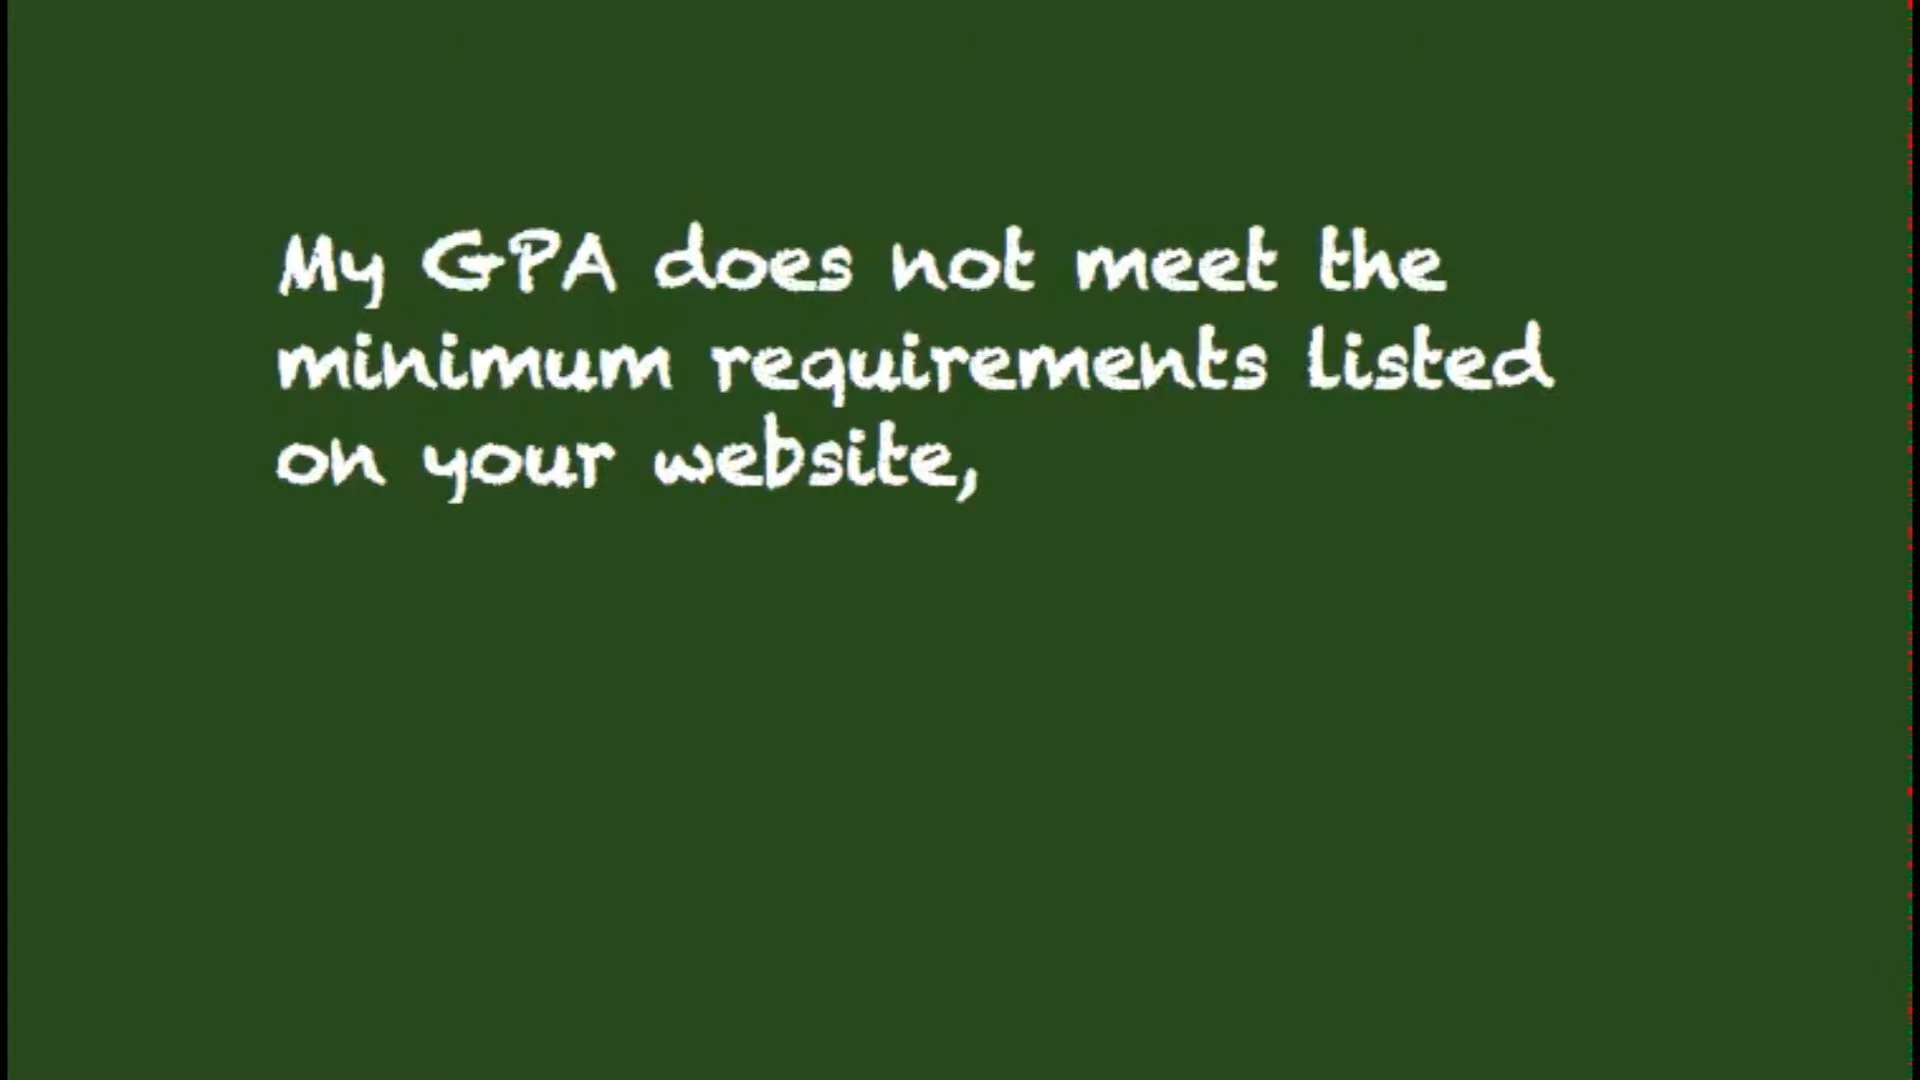 My GPA does not meet the
minimum requirements listed
on your website,